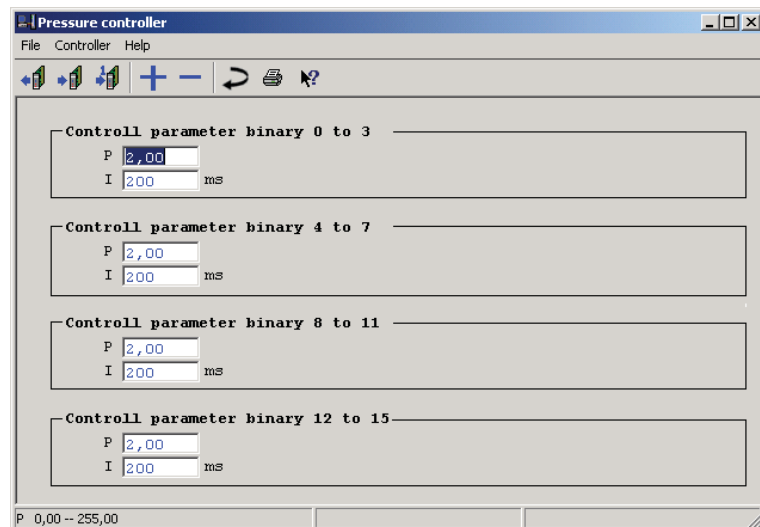 Pressure controller
File Controller Help
Controll parameter binary 0 to 3
P 2,00
I 200 ms
Controll parameter binary 4 to 7
P 2,00
I 200 ms
Controll parameter binary 8 to 11
P 2,00
I 200 ms
Controll parameter binary 12 to 15
P 2,00
I 200 ms
P 0,00 -- 255,00